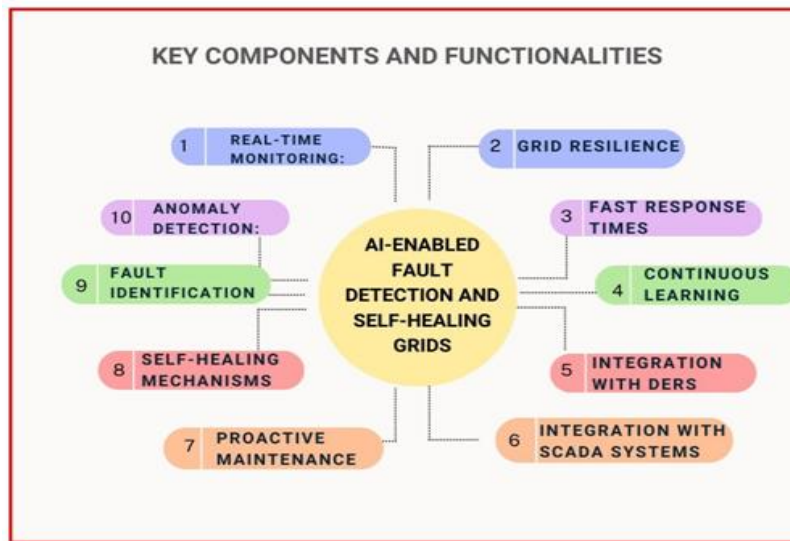 KEY COMPONENTS AND FUNCTIONALITIES
1 REAL-TIME
MONITORING:
2 GRID RESILIENCE
10 ANOMALY
DETECTION:
3 FAST RESPONSE
TIMES
AI-ENABLED
FAULT
DETECTION AND
SELF-HEALING
GRIDS
9 FAULT
IDENTIFICATION
4 CONTINUOUS
LEARNING
8 SELF-HEALING
MECHANISMS
5 INTEGRATION
WITH DERS
7 PROACTIVE
MAINTENANCE
6 INTEGRATION WITH
SCADA SYSTEMS